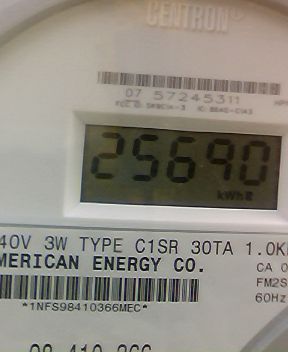 CENTRON®
07 57245311
25690
kWh
40V 3W TYPE C1SR 30TA 1.0K
MERICAN ENERGY CO.
CA 0
FM2S
60Hz
*1NFS98410366MEC*